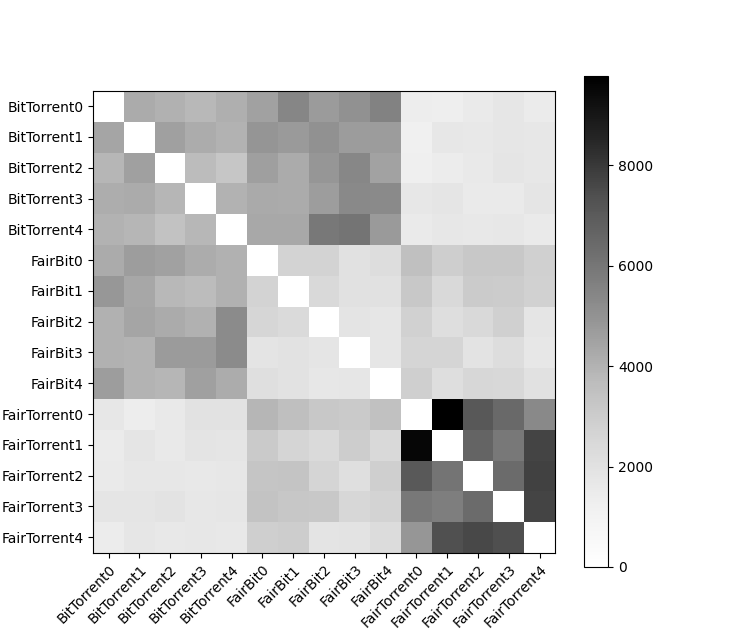 BitTorrent0
BitTorrent1
BitTorrent2
BitTorrent3
BitTorrent4
FairBit0
FairBit1
FairBit2
FairBit3
FairBit4
FairTorrent0
FairTorrent1
FairTorrent2
FairTorrent3
FairTorrent4
BitTorrent0
BitTorrent1
BitTorrent2
BitTorrent3
BitTorrent4
FairBit0
FairBit1
FairBit2
FairBit3
FairBit4
FairTorrent0
FairTorrent1
FairTorrent2
FairTorrent3
FairTorrent4
8000
6000
4000
2000
0